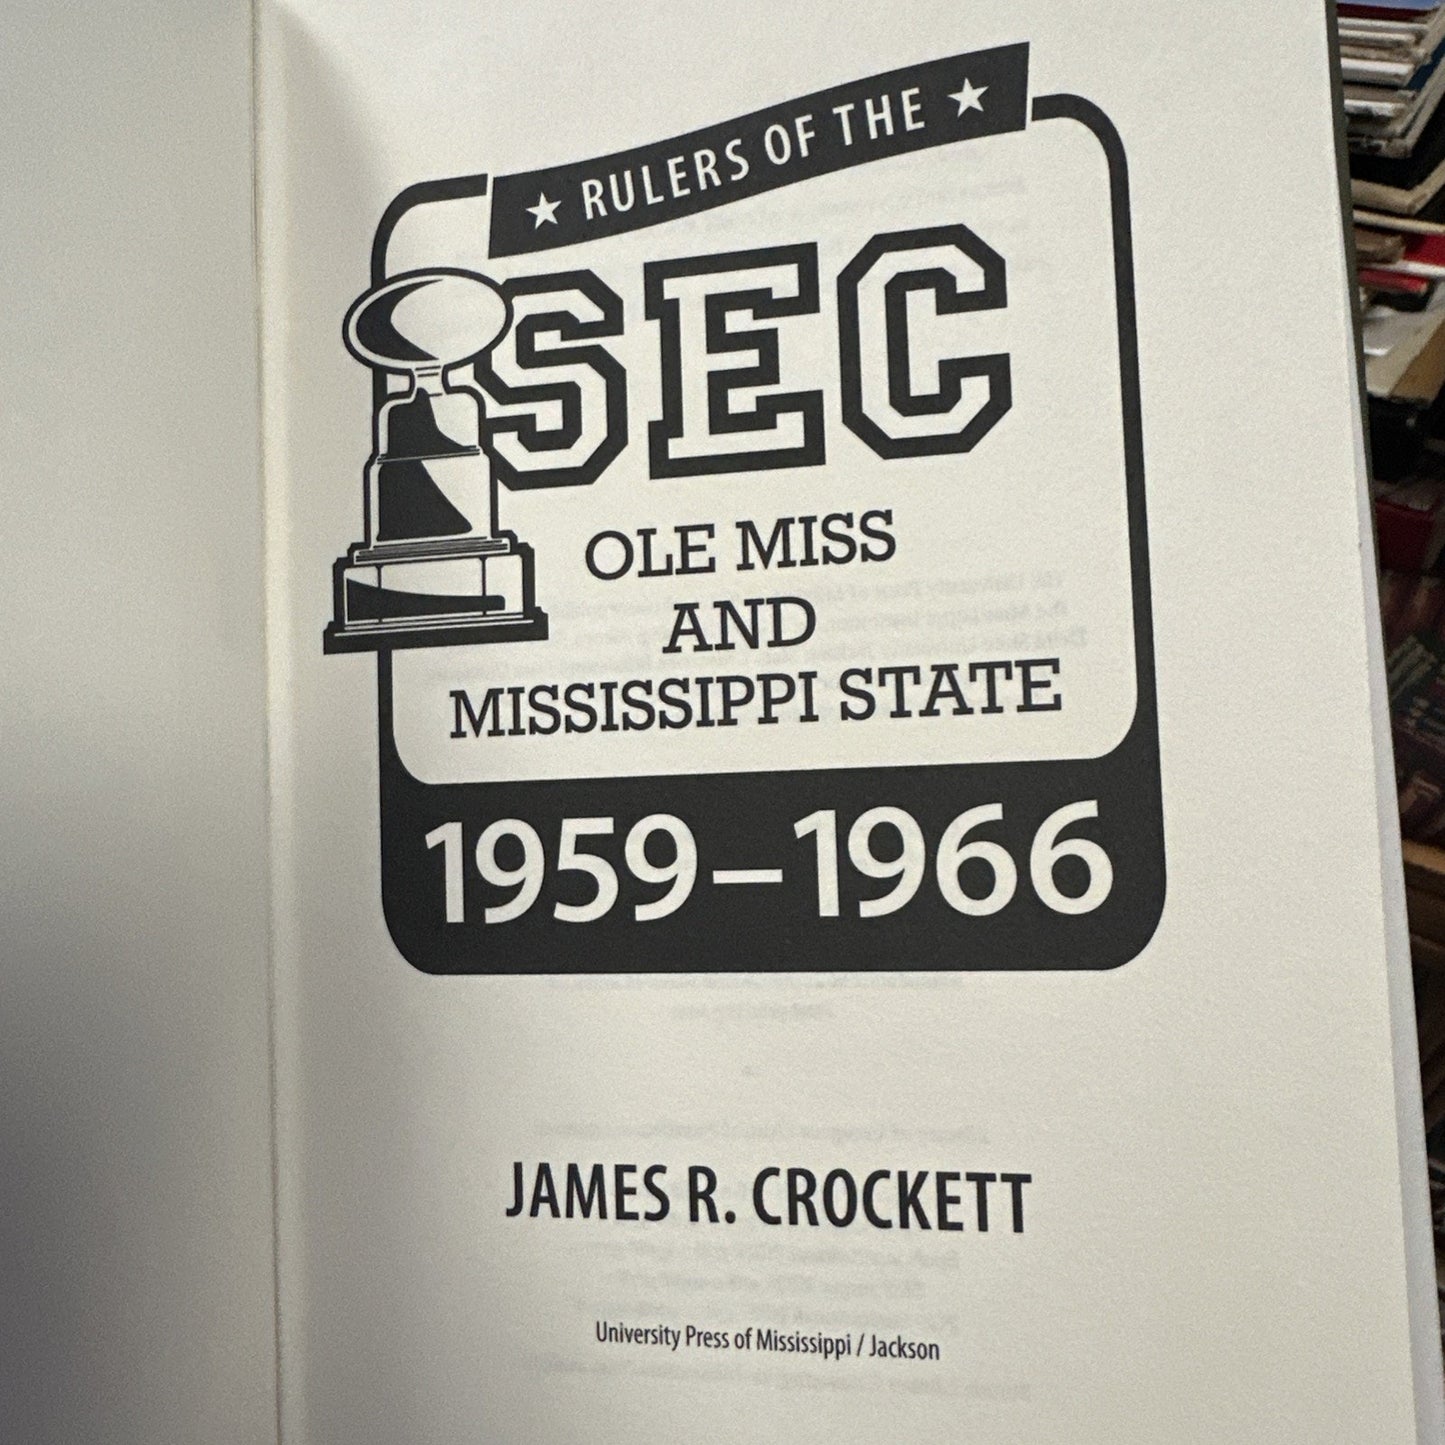 ★ RULERS OF THE ★
SEC
OLE MISS
AND
MISSISSIPPI STATE
1959–1966
JAMES R. CROCKETT
University Press of Mississippi / Jackson